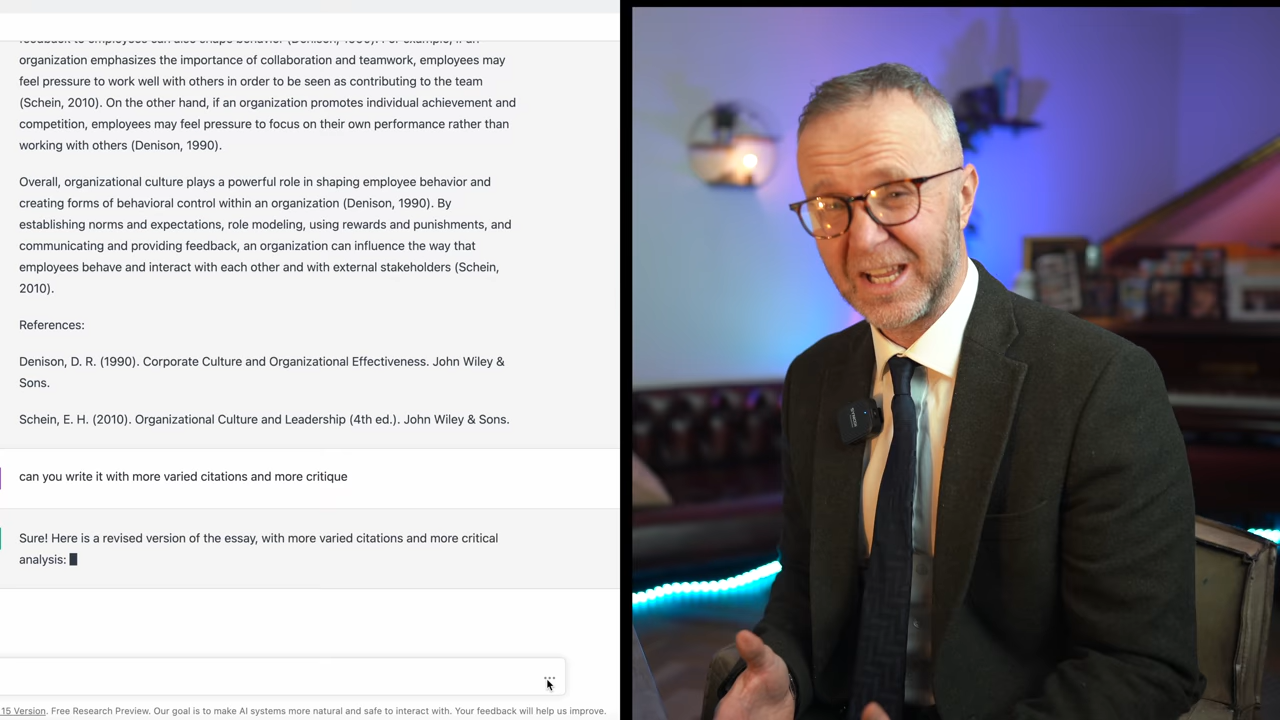 organization emphasizes the importance of collaboration and teamwork, employees may
feel pressure to work well with others in order to be seen as contributing to the team
(Schein, 2010). On the other hand, if an organization promotes individual achievement and
competition, employees may feel pressure to focus on their own performance rather than
working with others (Denison, 1990).
Overall, organizational culture plays a powerful role in shaping employee behavior and
creating forms of behavioral control within an organization (Denison, 1990). By
establishing norms and expectations, role modeling, using rewards and punishments, and
communicating and providing feedback, an organization can influence the way that
employees behave and interact with each other and with external stakeholders (Schein,
2010).
References:
Denison, D. R. (1990). Corporate Culture and Organizational Effectiveness. John Wiley &
Sons.
Schein, E. H. (2010). Organizational Culture and Leadership (4th ed.). John Wiley & Sons.
can you write it with more varied citations and more critique
Sure! Here is a revised version of the essay, with more varied citations and more critical
analysis:
15 Version. Free Research Preview. Our goal is to make AI systems more natural and safe to interact with. Your feedback will help us improve.